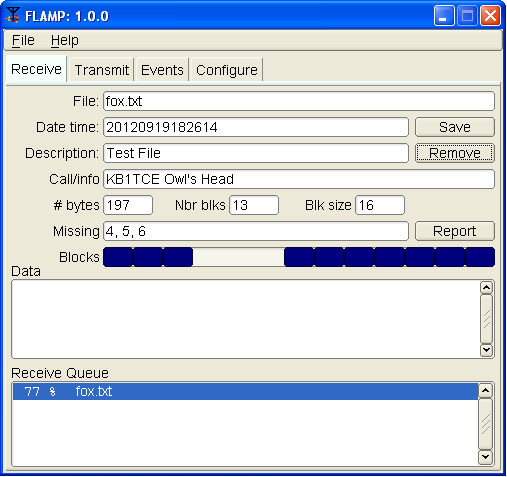 FLAMP: 1.0.0
File Help
Receive Transmit Events Configure
File: fox.txt
Date time: 20120919182614 Save
Description: Test File Remove
Call/info KB1TCE Owl's Head
# bytes 197 Nbr blks 13 Blk size 16
Missing 4, 5, 6 Report
Blocks
Data
Receive Queue
77 % fox.txt